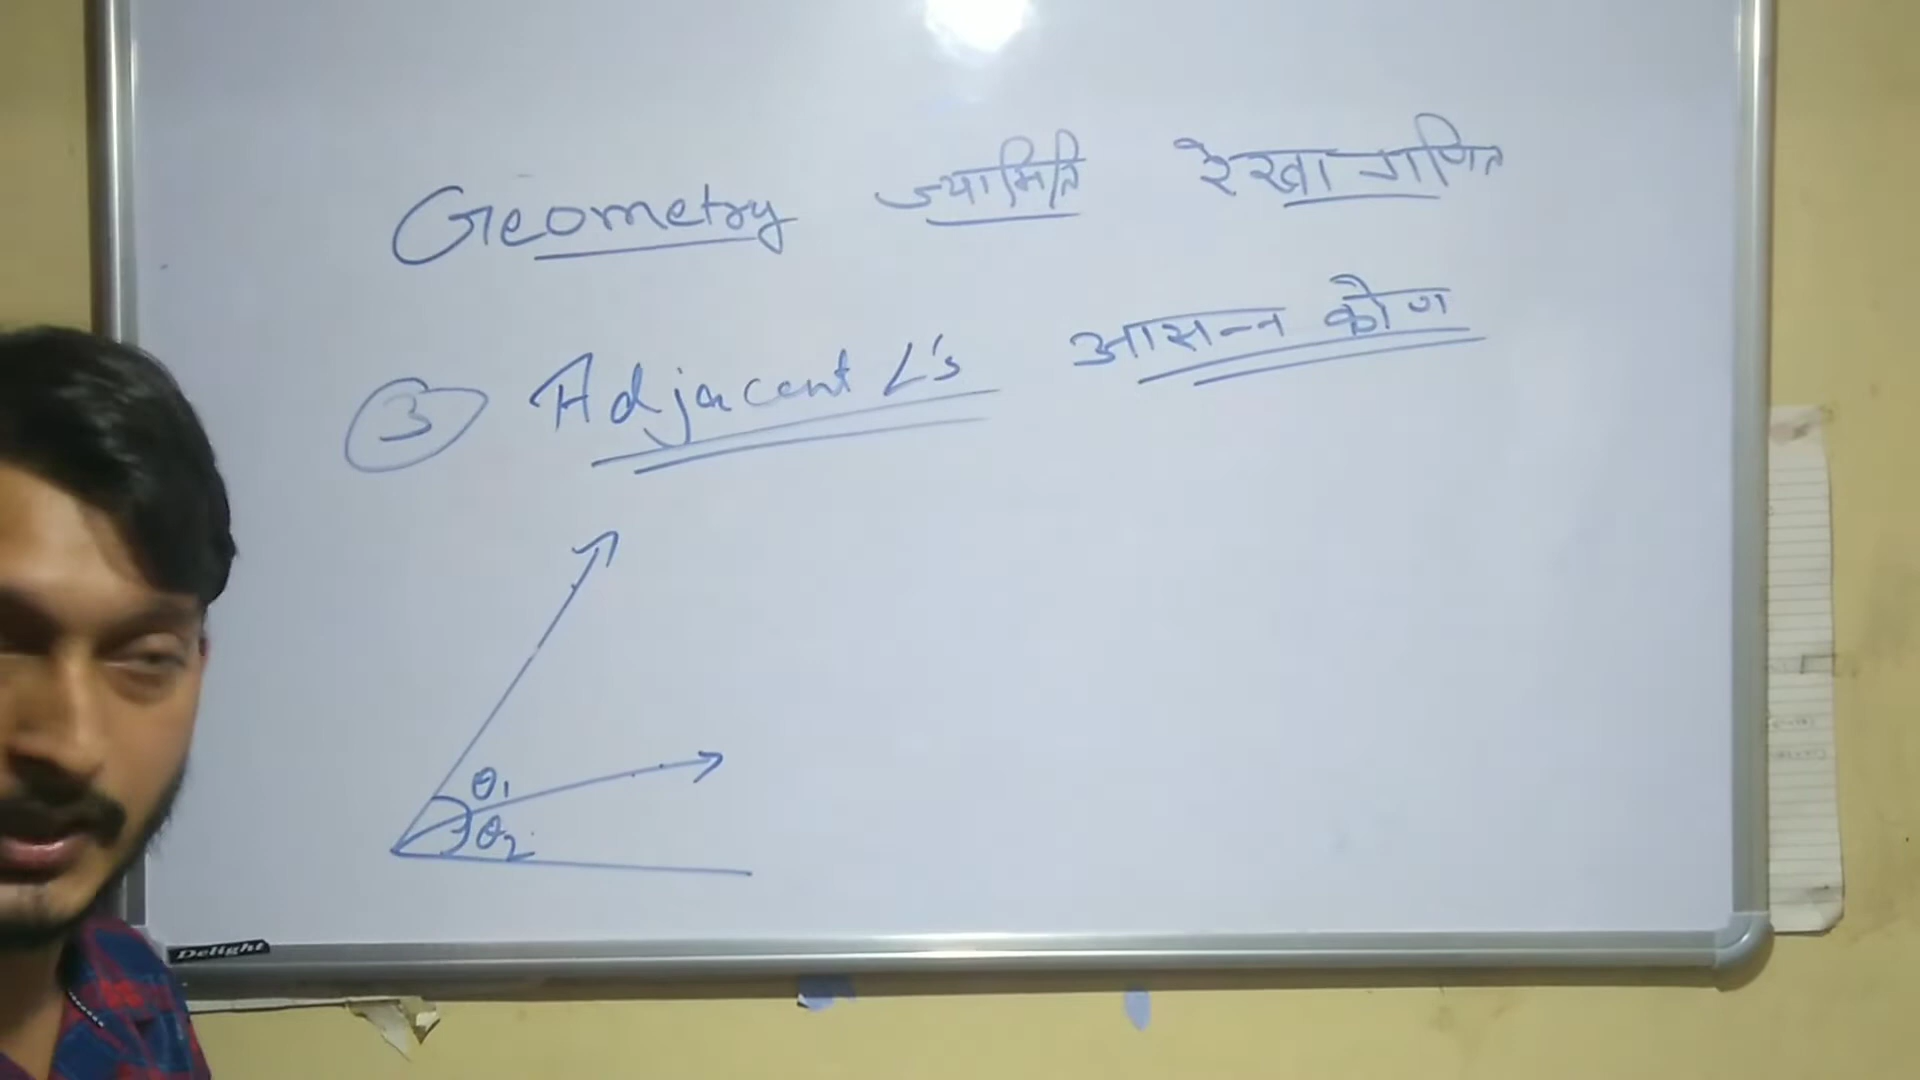 Geometry ज्यामिति रेखागणित
3 Adjacent ∠'s आसन्न कोण
θ1
θ2
Delight